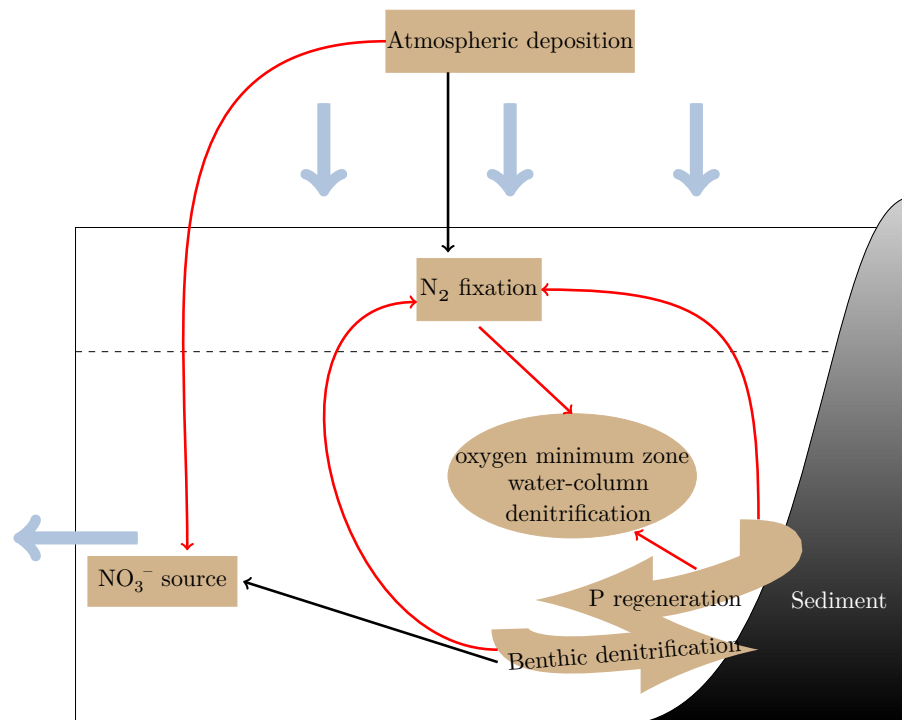 Atmospheric deposition
N₂ fixation
oxygen minimum zone
water-column
denitrification
NO₃⁻ source
P regeneration
Sediment
Benthic denitrification